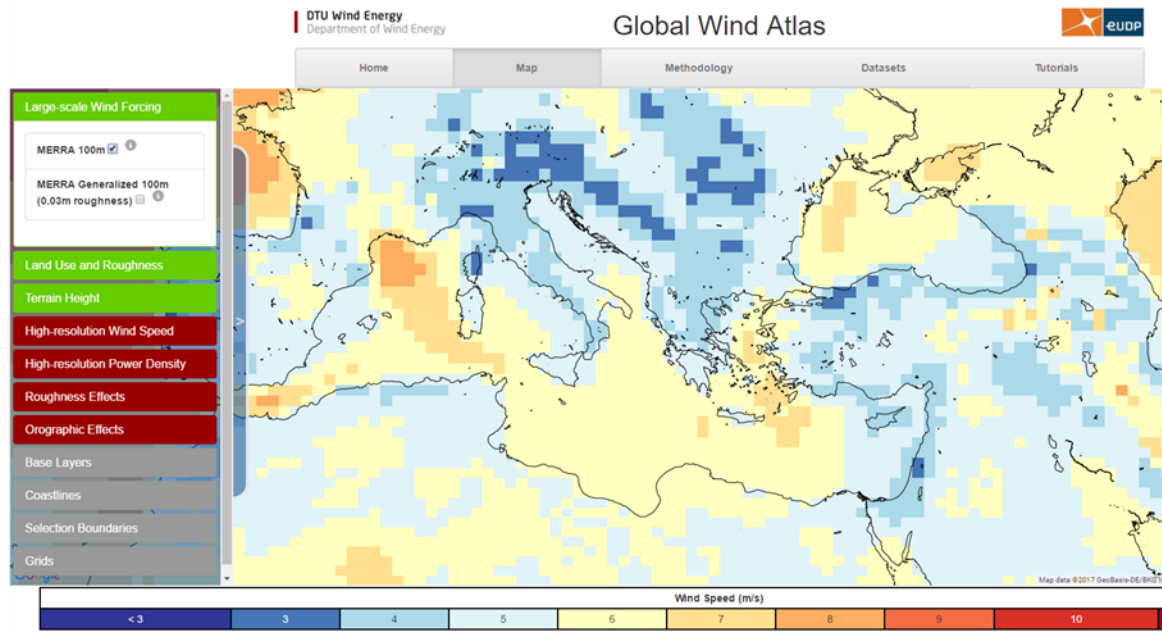 DTU Wind Energy
Department of Wind Energy
Global Wind Atlas
EUDP
Home Map Methodology Datasets Tutorials
Large-scale Wind Forcing
MERRA 100m
MERRA Generalized 100m
(0.03m roughness)
Land Use and Roughness
Terrain Height
High-resolution Wind Speed
High-resolution Power Density
Roughness Effects
Orographic Effects
Base Layers
Coastlines
Selection Boundaries
Grids
>
Google
Map data ©2017 GeoBasis-DE/BKG
Wind Speed (m/s)
< 3 3 4 5 6 7 8 9 10